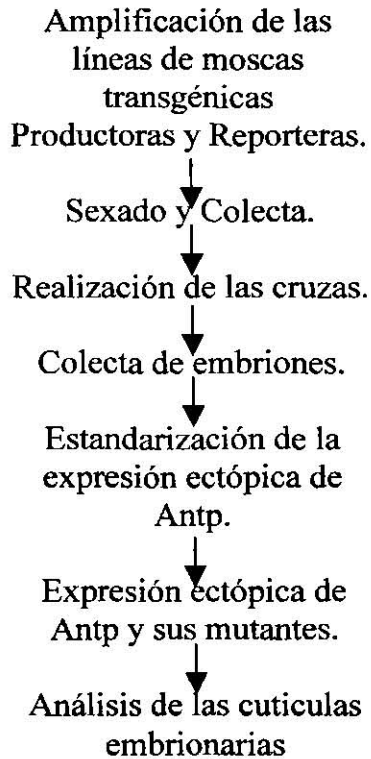 Amplificación de las
líneas de moscas
transgénicas
Productoras y Reporteras.
Sexado y Colecta.
Realización de las cruzas.
Colecta de embriones.
Estandarización de la
expresión ectópica de
Antp.
Expresión ectópica de
Antp y sus mutantes.
Análisis de las cuticulas
embrionarias